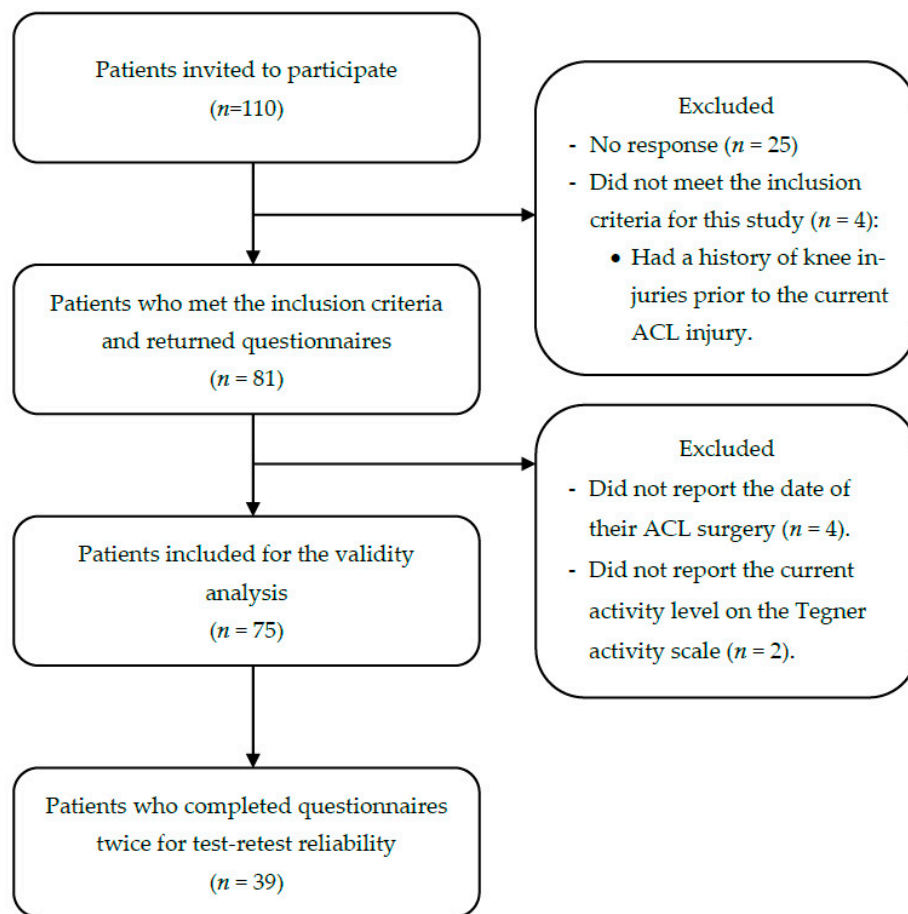 Patients invited to participate
(n=110)
Excluded
- No response (n = 25)
- Did not meet the inclusion
criteria for this study (n = 4):
• Had a history of knee in-
juries prior to the current
ACL injury.
Patients who met the inclusion criteria
and returned questionnaires
(n = 81)
Excluded
- Did not report the date of
their ACL surgery (n = 4).
- Did not report the current
activity level on the Tegner
activity scale (n = 2).
Patients included for the validity
analysis
(n = 75)
Patients who completed questionnaires
twice for test-retest reliability
(n = 39)